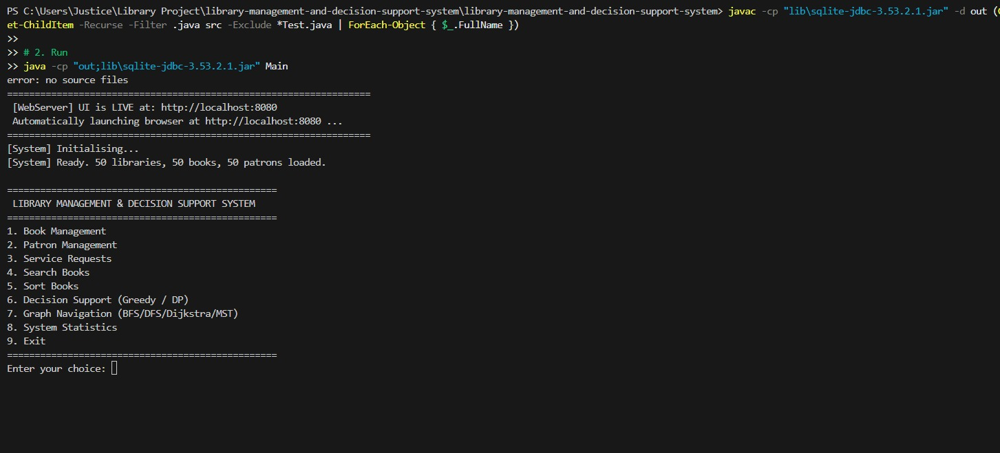 PS C:\Users\Justice\Library Project\library-management-and-decision-support-system\library-management-and-decision-support-system> javac -cp "lib\sqlite-jdbc-3.53.2.1.jar" -d out (G
et-ChildItem -Recurse -Filter .java src -Exclude *Test.java | ForEach-Object { $_.FullName })
>>
>> # 2. Run
>> java -cp "out;lib\sqlite-jdbc-3.53.2.1.jar" Main
error: no source files
==================================================================
[WebServer] UI is LIVE at: http://localhost:8080
Automatically launching browser at http://localhost:8080 ...
==================================================================
[System] Initialising...
[System] Ready. 50 libraries, 50 books, 50 patrons loaded.
=================================================
LIBRARY MANAGEMENT & DECISION SUPPORT SYSTEM
=================================================
1. Book Management
2. Patron Management
3. Service Requests
4. Search Books
5. Sort Books
6. Decision Support (Greedy / DP)
7. Graph Navigation (BFS/DFS/Dijkstra/MST)
8. System Statistics
9. Exit
=================================================
Enter your choice: